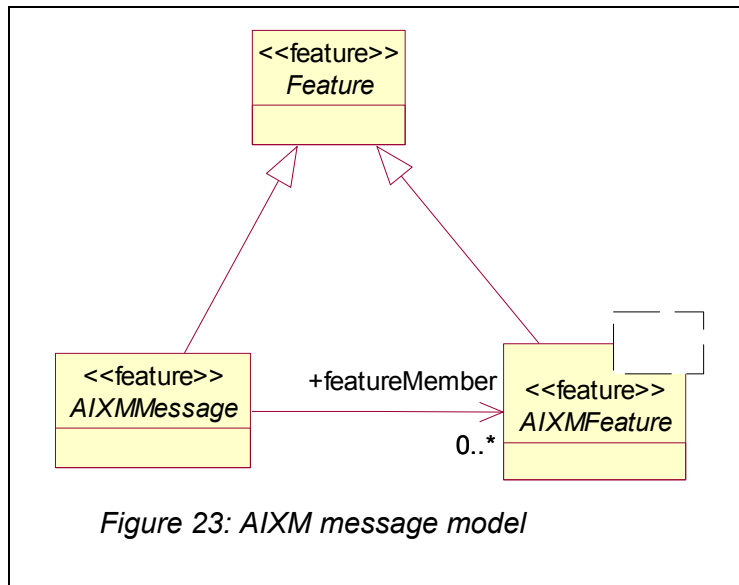 <<feature>>
Feature
<<feature>>
AIXMMessage
+featureMember
0..*
<<feature>>
AIXMFeature
Figure 23: AIXM message model